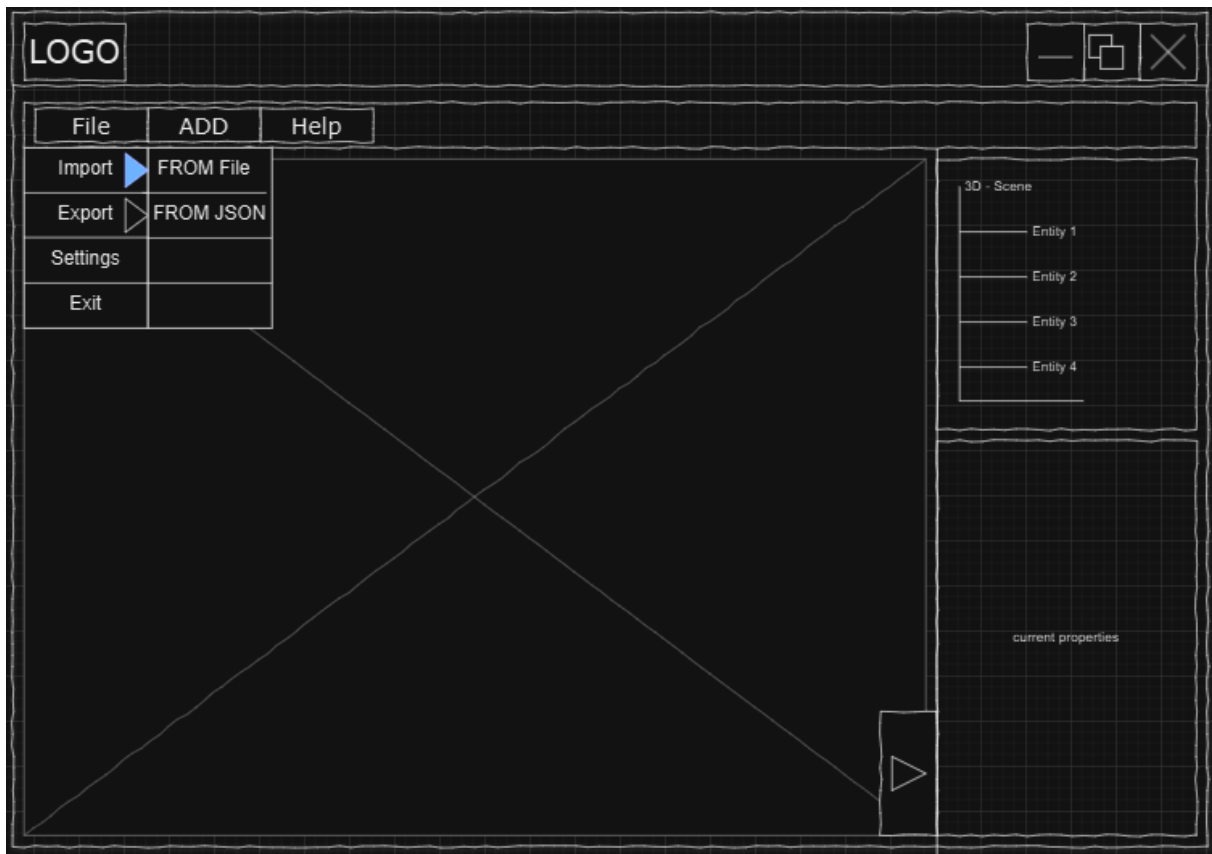 LOGO
File ADD Help
Import FROM File
Export FROM JSON
Settings
Exit
3D - Scene
Entity 1
Entity 2
Entity 3
Entity 4
current properties